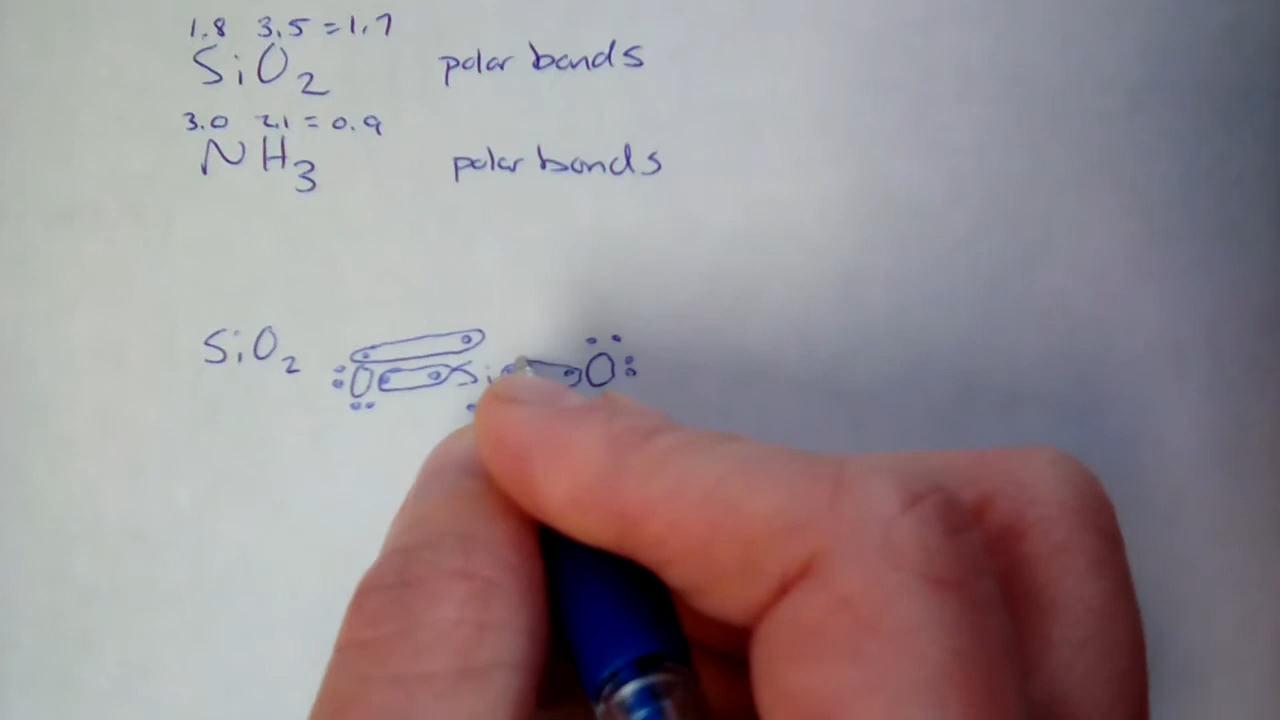 1.8 3.5 = 1.7
SiO2 polar bonds
3.0 2.1 = 0.9
NH3 polar bonds
SiO2 O Si O